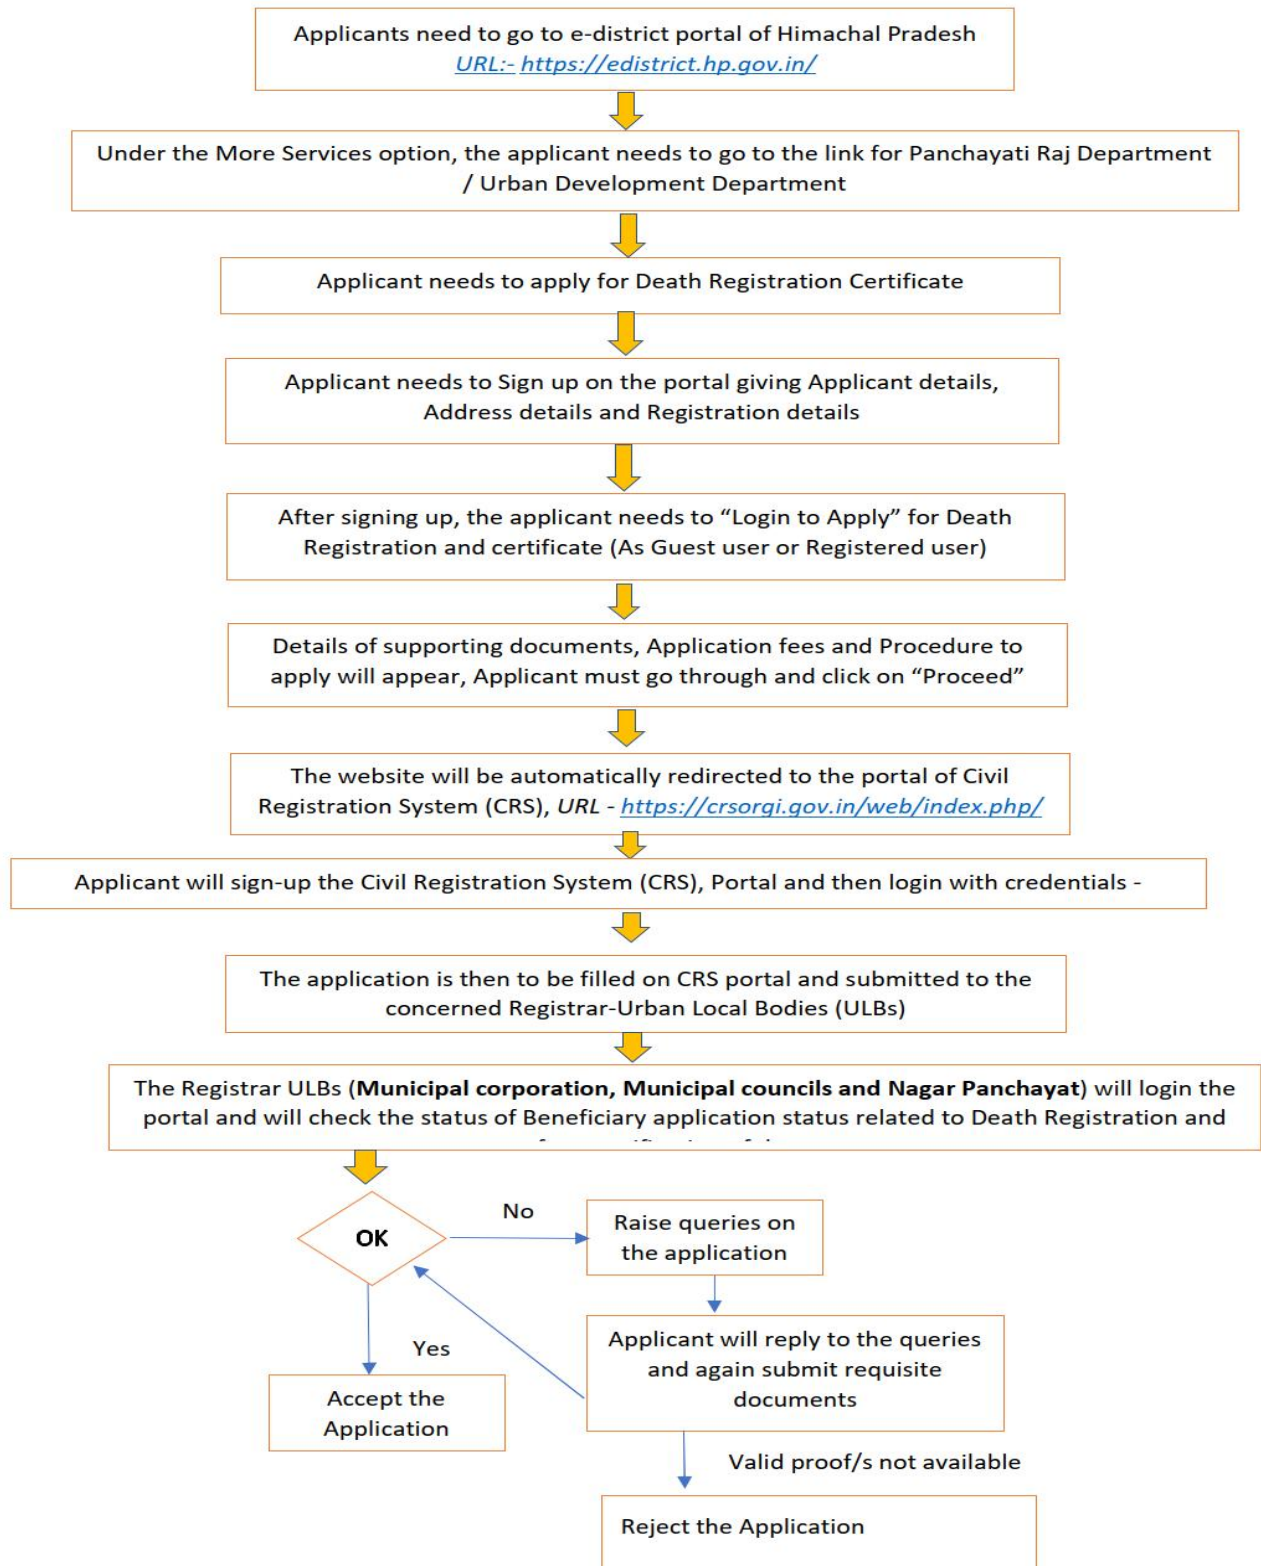 Applicants need to go to e-district portal of Himachal Pradesh
URL:- https://edistrict.hp.gov.in/
Under the More Services option, the applicant needs to go to the link for Panchayati Raj Department
/ Urban Development Department
Applicant needs to apply for Death Registration Certificate
Applicant needs to Sign up on the portal giving Applicant details,
Address details and Registration details
After signing up, the applicant needs to “Login to Apply” for Death
Registration and certificate (As Guest user or Registered user)
Details of supporting documents, Application fees and Procedure to
apply will appear, Applicant must go through and click on “Proceed”
The website will be automatically redirected to the portal of Civil
Registration System (CRS), URL - https://crsorgi.gov.in/web/index.php/
Applicant will sign-up the Civil Registration System (CRS), Portal and then login with credentials -
The application is then to be filled on CRS portal and submitted to the
concerned Registrar-Urban Local Bodies (ULBs)
The Registrar ULBs (Municipal corporation, Municipal councils and Nagar Panchayat) will login the
portal and will check the status of Beneficiary application status related to Death Registration and
OK
No
Raise queries on
the application
Applicant will reply to the queries
and again submit requisite
documents
Yes
Accept the
Application
Valid proof/s not available
Reject the Application